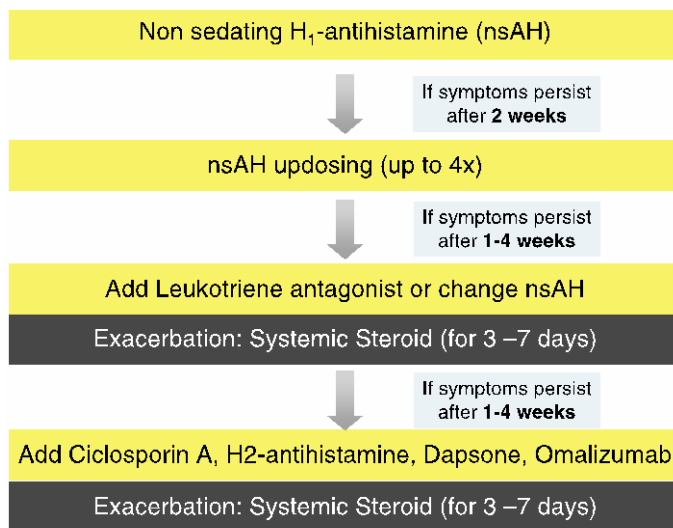 Non sedating H₁-antihistamine (nsAH)
If symptoms persist
after 2 weeks
nsAH updosing (up to 4x)
If symptoms persist
after 1-4 weeks
Add Leukotriene antagonist or change nsAH
Exacerbation: Systemic Steroid (for 3 –7 days)
If symptoms persist
after 1-4 weeks
Add Ciclosporin A, H2-antihistamine, Dapsone, Omalizumab
Exacerbation: Systemic Steroid (for 3 –7 days)